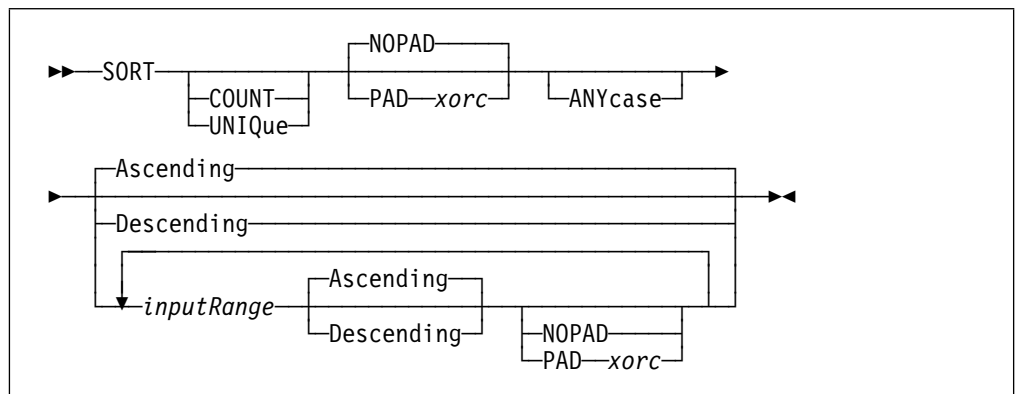 NOPAD
SORT
COUNT PAD xorc ANYcase
UNIQue
Ascending
Descending
Ascending
inputRange
Descending NOPAD
PAD xorc